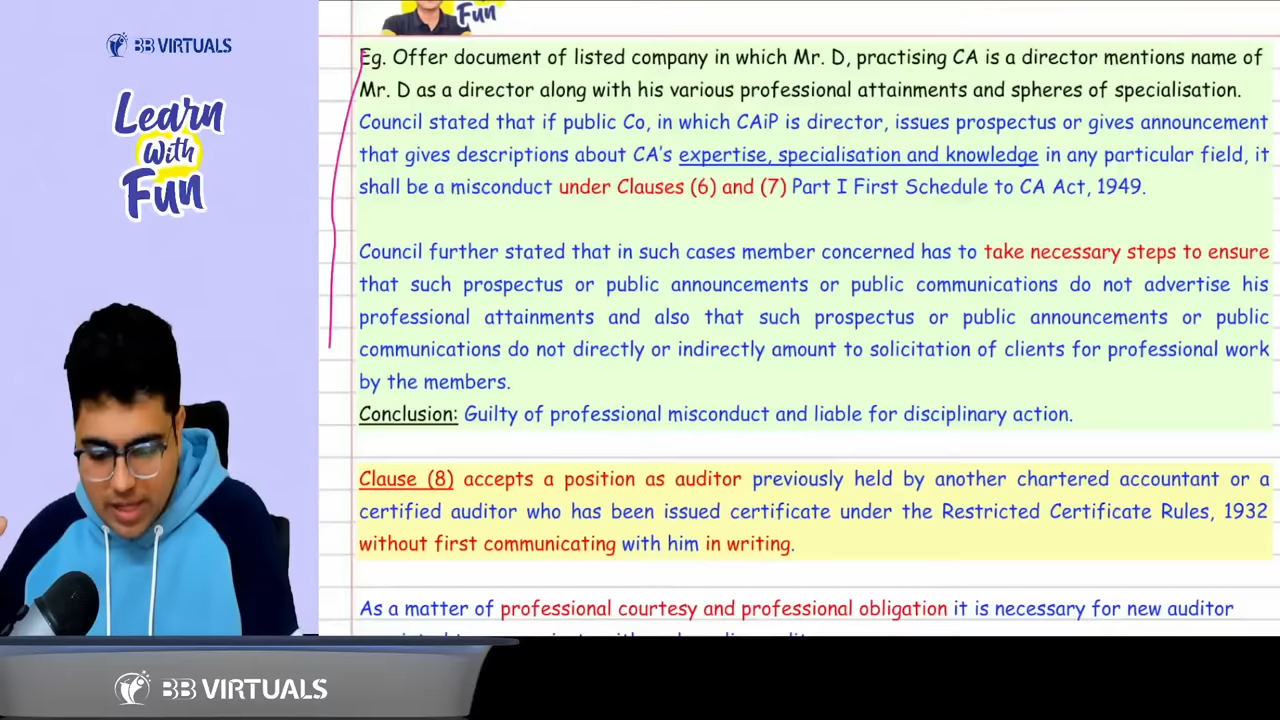 BB VIRTUALS
Learn
With
Fun
Fun
Eg. Offer document of listed company in which Mr. D, practising CA is a director mentions name of
Mr. D as a director along with his various professional attainments and spheres of specialisation.
Council stated that if public Co, in which CAiP is director, issues prospectus or gives announcement
that gives descriptions about CA's expertise, specialisation and knowledge in any particular field, it
shall be a misconduct under Clauses (6) and (7) Part I First Schedule to CA Act, 1949.
Council further stated that in such cases member concerned has to take necessary steps to ensure
that such prospectus or public announcements or public communications do not advertise his
professional attainments and also that such prospectus or public announcements or public
communications do not directly or indirectly amount to solicitation of clients for professional work
by the members.
Conclusion: Guilty of professional misconduct and liable for disciplinary action.
Clause (8) accepts a position as auditor previously held by another chartered accountant or a
certified auditor who has been issued certificate under the Restricted Certificate Rules, 1932
without first communicating with him in writing.
As a matter of professional courtesy and professional obligation it is necessary for new auditor
BB VIRTUALS